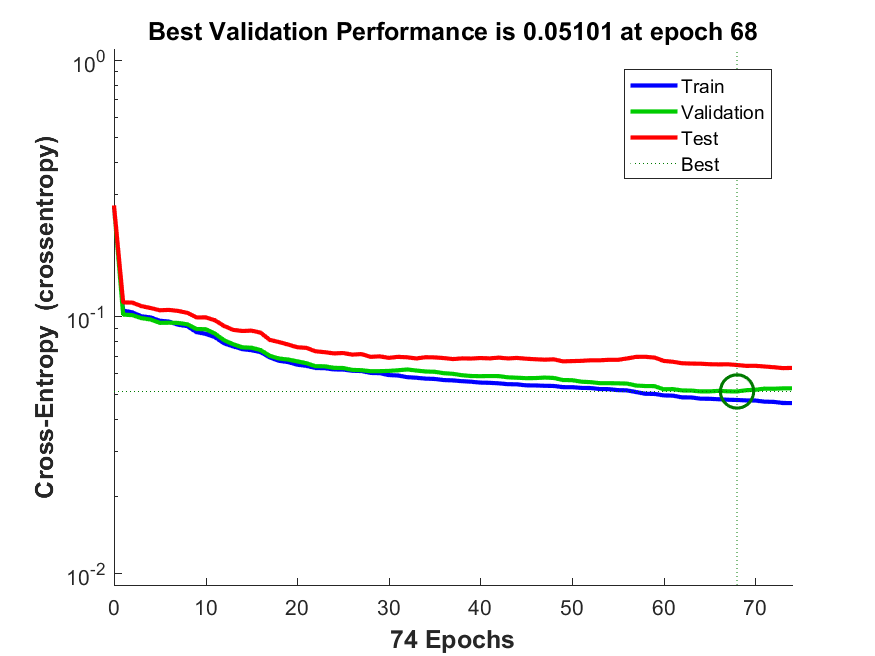 Best Validation Performance is 0.05101 at epoch 68
Cross-Entropy  (crossentropy)
10^0
10^-1
10^-2
Train
Validation
Test
Best
0 10 20 30 40 50 60 70
74 Epochs